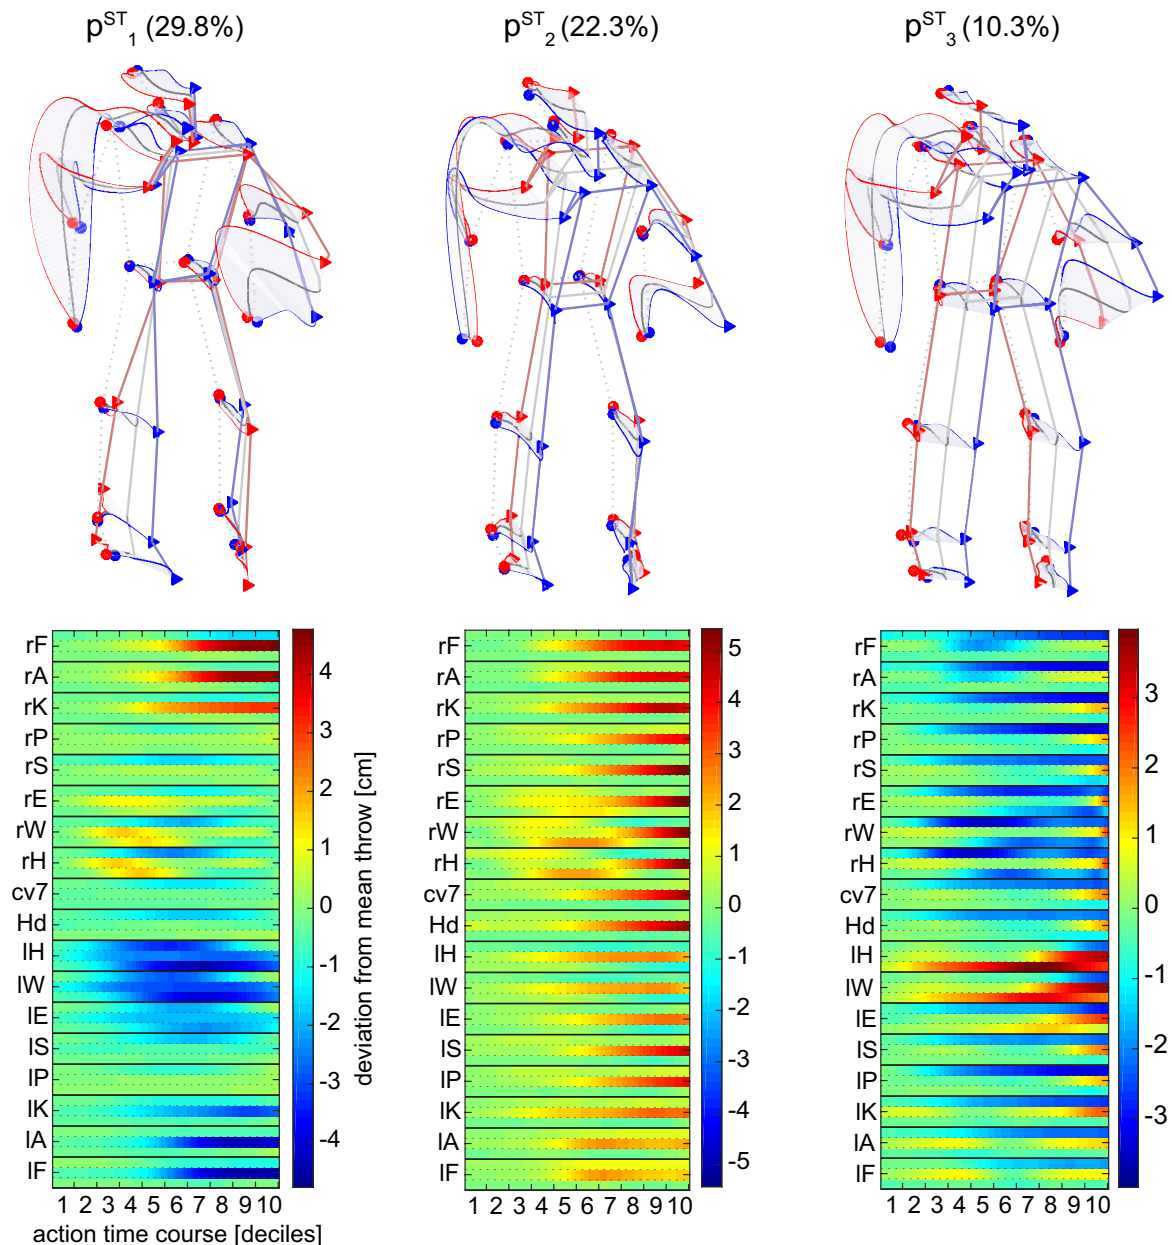 p^ST_1 (29.8%)
p^ST_2 (22.3%)
p^ST_3 (10.3%)
rF
rA
rK
rP
rS
rE
rW
rH
cv7
Hd
lH
lW
lE
lS
lP
lK
lA
lF
1 2 3 4 5 6 7 8 9 10
action time course [deciles]
4
3
2
1
0
-1
-2
-3
-4
deviation from mean throw [cm]
rF
rA
rK
rP
rS
rE
rW
rH
cv7
Hd
lH
lW
lE
lS
lP
lK
lA
lF
1 2 3 4 5 6 7 8 9 10
5
4
3
2
1
0
-1
-2
-3
-4
-5
rF
rA
rK
rP
rS
rE
rW
rH
cv7
Hd
lH
lW
lE
lS
lP
lK
lA
lF
1 2 3 4 5 6 7 8 9 10
3
2
1
0
-1
-2
-3